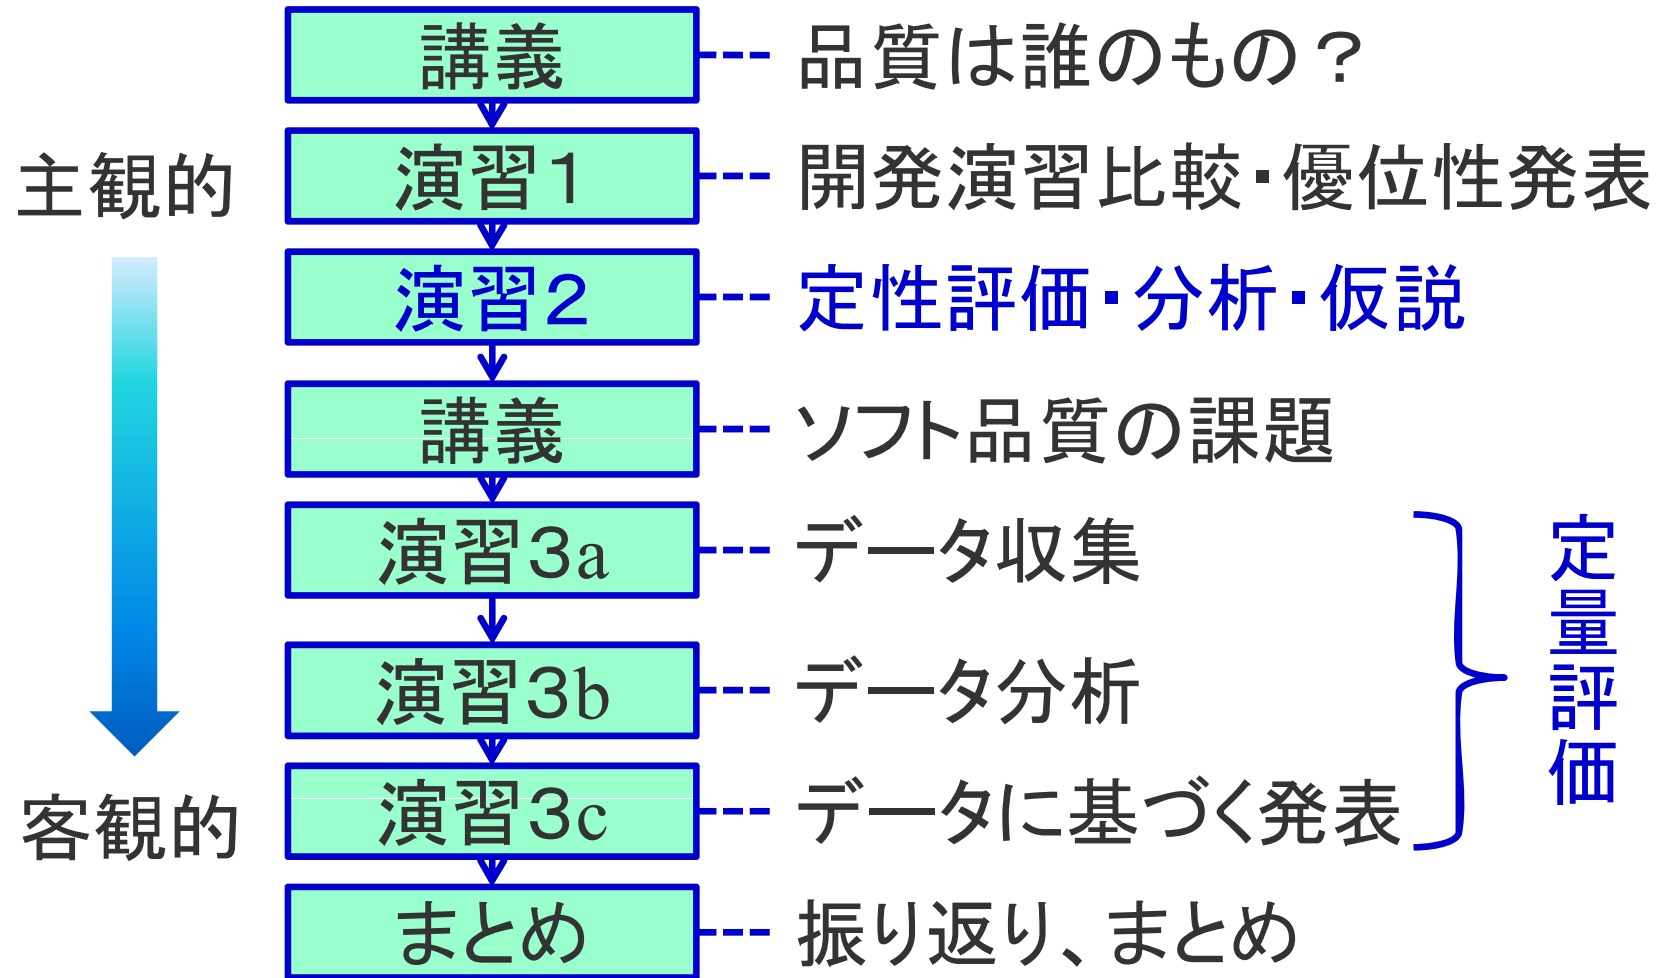 講義 品質は誰のもの？
主観的
演習1 開発演習比較・優位性発表
演習2 定性評価・分析・仮説
講義 ソフト品質の課題
演習3a データ収集
定量評価
演習3b データ分析
客観的
演習3c データに基づく発表
まとめ 振り返り、まとめ